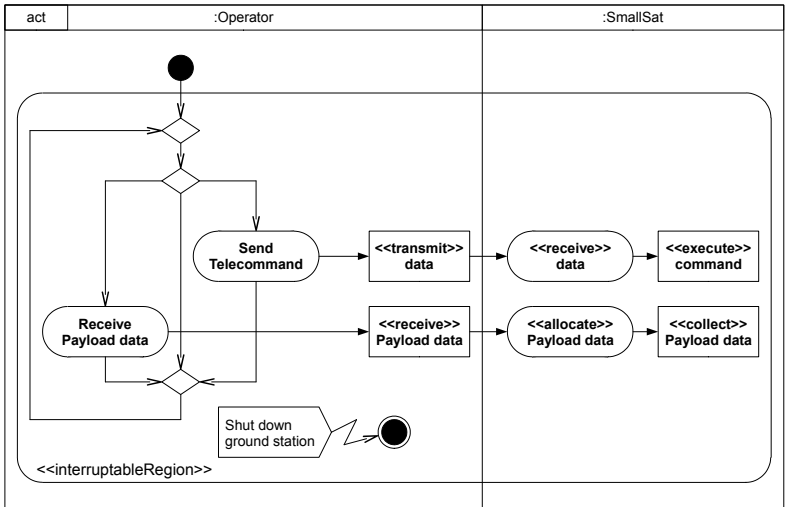 act
:Operator
:SmallSat
Send
Telecommand
<<transmit>>
data
<<receive>>
data
<<execute>>
command
Receive
Payload data
<<receive>>
Payload data
<<allocate>>
Payload data
<<collect>>
Payload data
Shut down
ground station
<<interruptableRegion>>